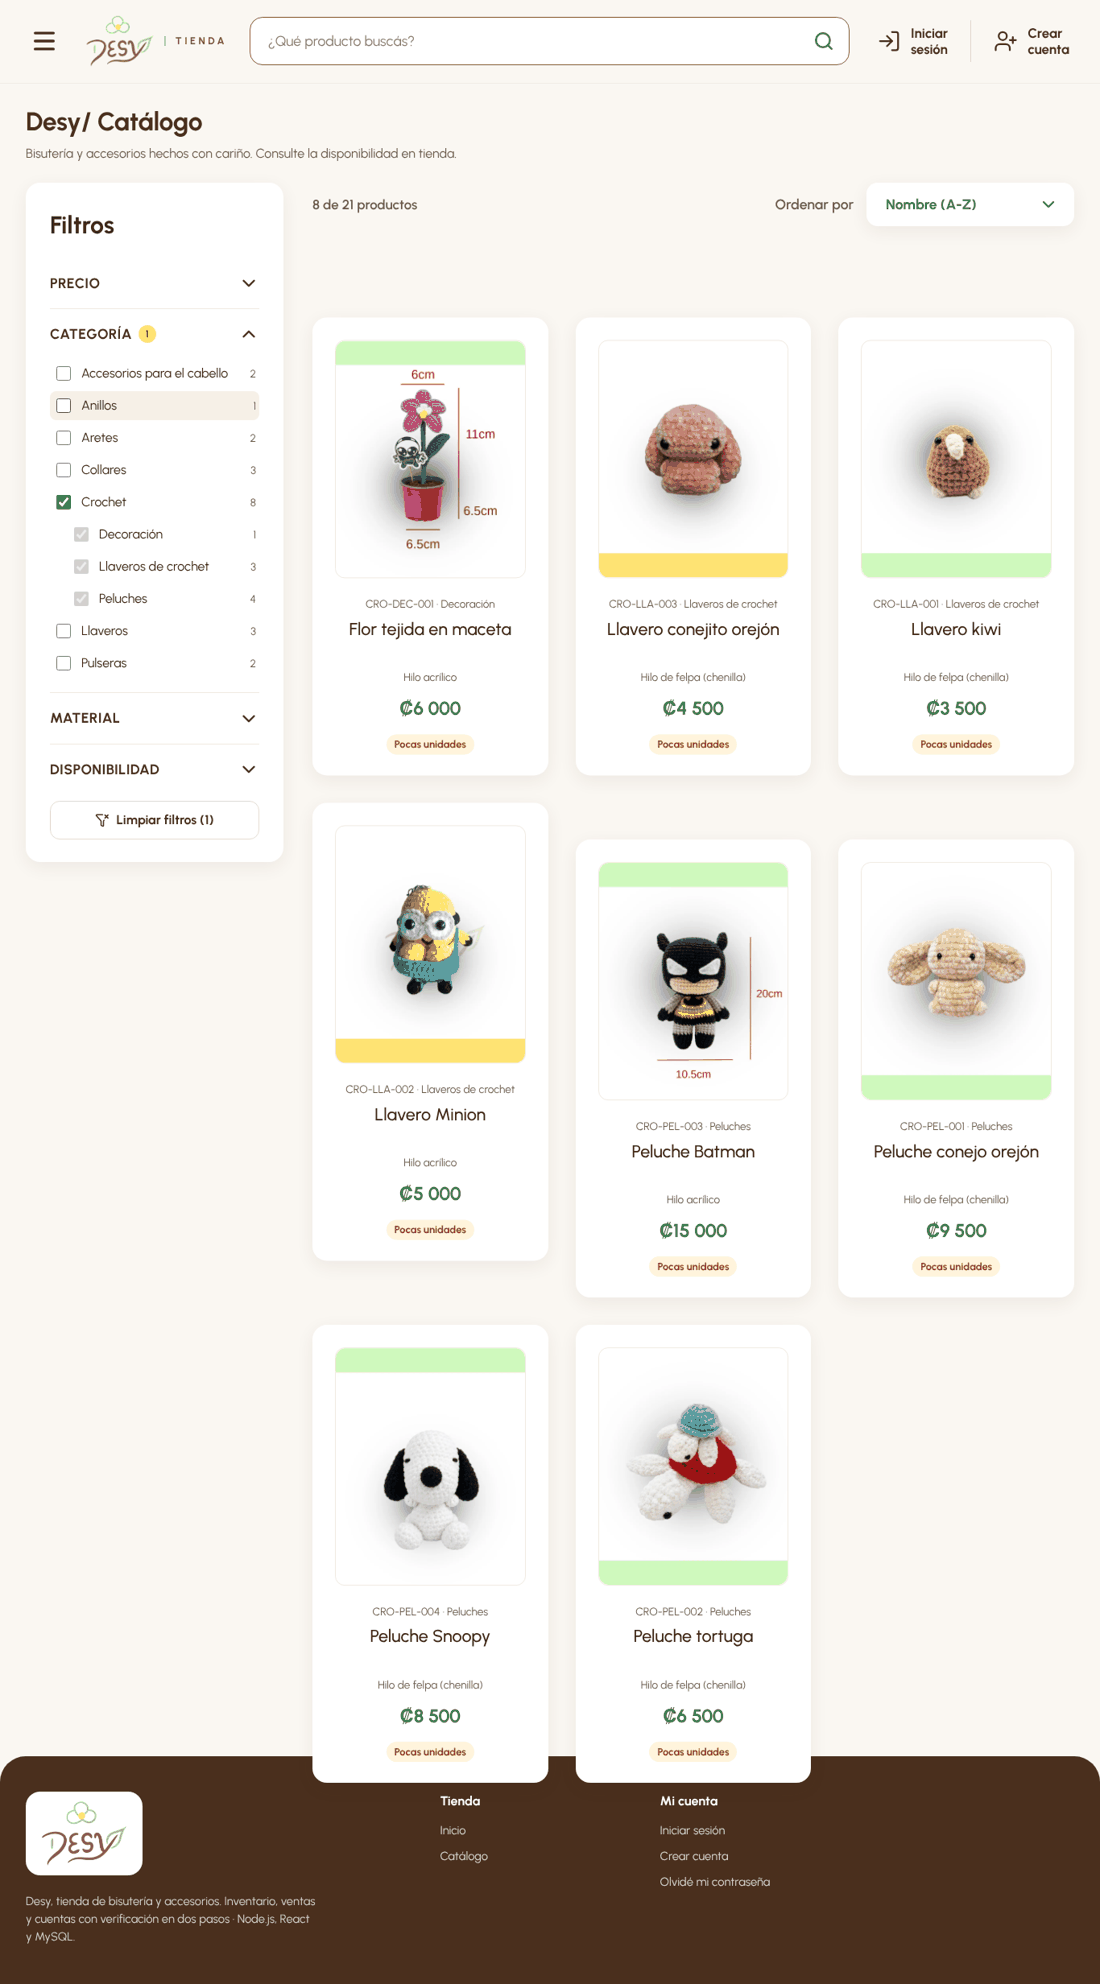 DESY | TIENDA
¿Qué producto buscás?
Iniciar sesión
Crear cuenta
Desy/ Catálogo
Bisutería y accesorios hechos con cariño. Consulte la disponibilidad en tienda.
Filtros
PRECIO
CATEGORÍA 1
Accesorios para el cabello 2
Anillos 1
Aretes 2
Collares 3
Crochet 8
Decoración 1
Llaveros de crochet 3
Peluches 4
Llaveros 3
Pulseras 2
MATERIAL
DISPONIBILIDAD
Limpiar filtros (1)
8 de 21 productos
Ordenar por
Nombre (A-Z)
6cm
11cm
6.5cm
6.5cm
CRO-DEC-001 · Decoración
Flor tejida en maceta
Hilo acrílico
₡6 000
Pocas unidades
CRO-LLA-003 · Llaveros de crochet
Llavero conejito orejón
Hilo de felpa (chenilla)
₡4 500
Pocas unidades
CRO-LLA-001 · Llaveros de crochet
Llavero kiwi
Hilo de felpa (chenilla)
₡3 500
Pocas unidades
CRO-LLA-002 · Llaveros de crochet
Llavero Minion
Hilo acrílico
₡5 000
Pocas unidades
20cm
10.5cm
CRO-PEL-003 · Peluches
Peluche Batman
Hilo acrílico
₡15 000
Pocas unidades
CRO-PEL-001 · Peluches
Peluche conejo orejón
Hilo de felpa (chenilla)
₡9 500
Pocas unidades
CRO-PEL-004 · Peluches
Peluche Snoopy
Hilo de felpa (chenilla)
₡8 500
Pocas unidades
CRO-PEL-002 · Peluches
Peluche tortuga
Hilo de felpa (chenilla)
₡6 500
Pocas unidades
DESY
Desy, tienda de bisutería y accesorios. Inventario, ventas
y cuentas con verificación en dos pasos · Node.js, React
y MySQL.
Tienda
Inicio
Catálogo
Mi cuenta
Iniciar sesión
Crear cuenta
Olvidé mi contraseña